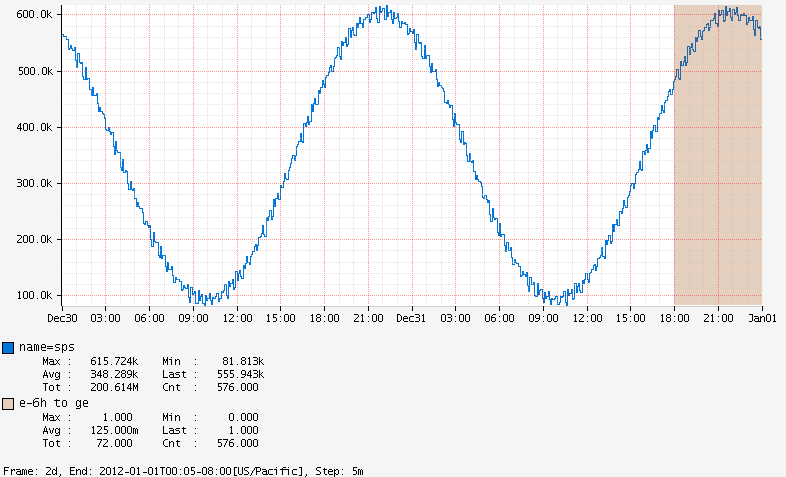 600.0k
500.0k
400.0k
300.0k
200.0k
100.0k
Dec30 03:00 06:00 09:00 12:00 15:00 18:00 21:00 Dec31 03:00 06:00 09:00 12:00 15:00 18:00 21:00 Jan01
name=sps
Max : 615.724k Min : 81.813k
Avg : 348.289k Last : 555.943k
Tot : 200.614M Cnt : 576.000
e-6h to ge
Max : 1.000 Min : 0.000
Avg : 125.000m Last : 1.000
Tot : 72.000 Cnt : 576.000
Frame: 2d, End: 2012-01-01T00:05-08:00[US/Pacific], Step: 5m